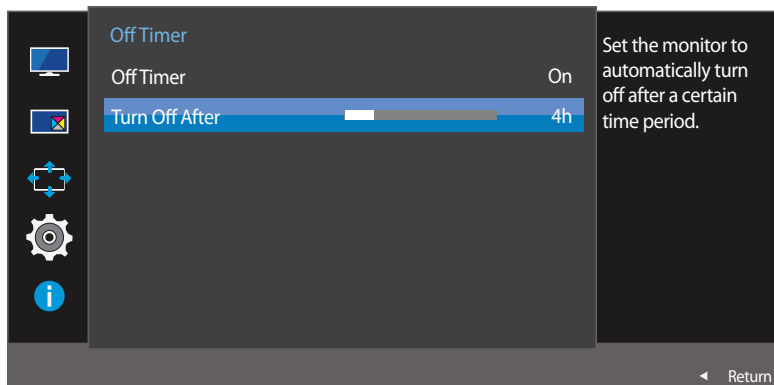 Off Timer
Off Timer On
Turn Off After 4h
Set the monitor to
automatically turn
off after a certain
time period.
i
Return